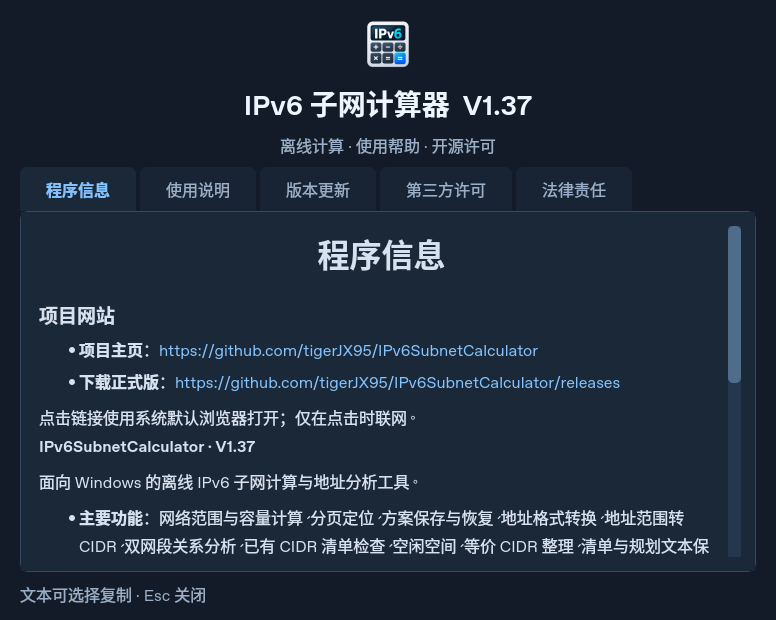 IPv6
IPv6 子网计算器 V1.37
离线计算 · 使用帮助 · 开源许可
程序信息 使用说明 版本更新 第三方许可 法律责任
程序信息
项目网站
• 项目主页：https://github.com/tigerJX95/IPv6SubnetCalculator
• 下载正式版：https://github.com/tigerJX95/IPv6SubnetCalculator/releases
点击链接使用系统默认浏览器打开；仅在点击时联网。
IPv6SubnetCalculator · V1.37
面向 Windows 的离线 IPv6 子网计算与地址分析工具。
• 主要功能：网络范围与容量计算、分页定位、方案保存与恢复、地址格式转换、地址范围转
CIDR、双网段关系分析、已有 CIDR 清单检查、空闲空间、等价 CIDR 整理、清单与规划文本保
文本可选择复制 · Esc 关闭